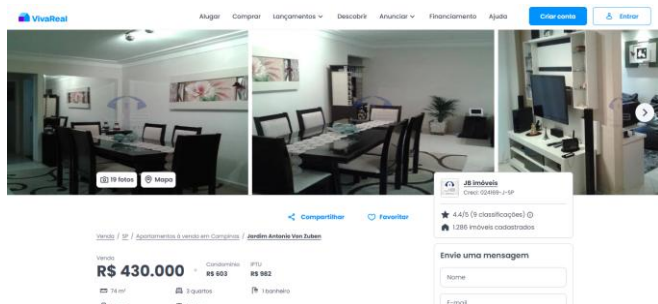 VivaReal
Alugar Comprar Lançamentos Descobrir Anunciar Financiamento Ajuda Criar conta Entrar
19 fotos Mapa
JB Imóveis
Creci: 024189-J-SP
4.4/5 (9 classificações)
1.286 imóveis cadastrados
Compartilhar Favoritar
Venda / SP / Apartamentos à venda em Campinas / Jardim Antonio Von Zuben
Envie uma mensagem
Venda
R$ 430.000
Condomínio
R$ 603
IPTU
R$ 982
Nome
74 m² 3 quartos 1 banheiro
E-mail